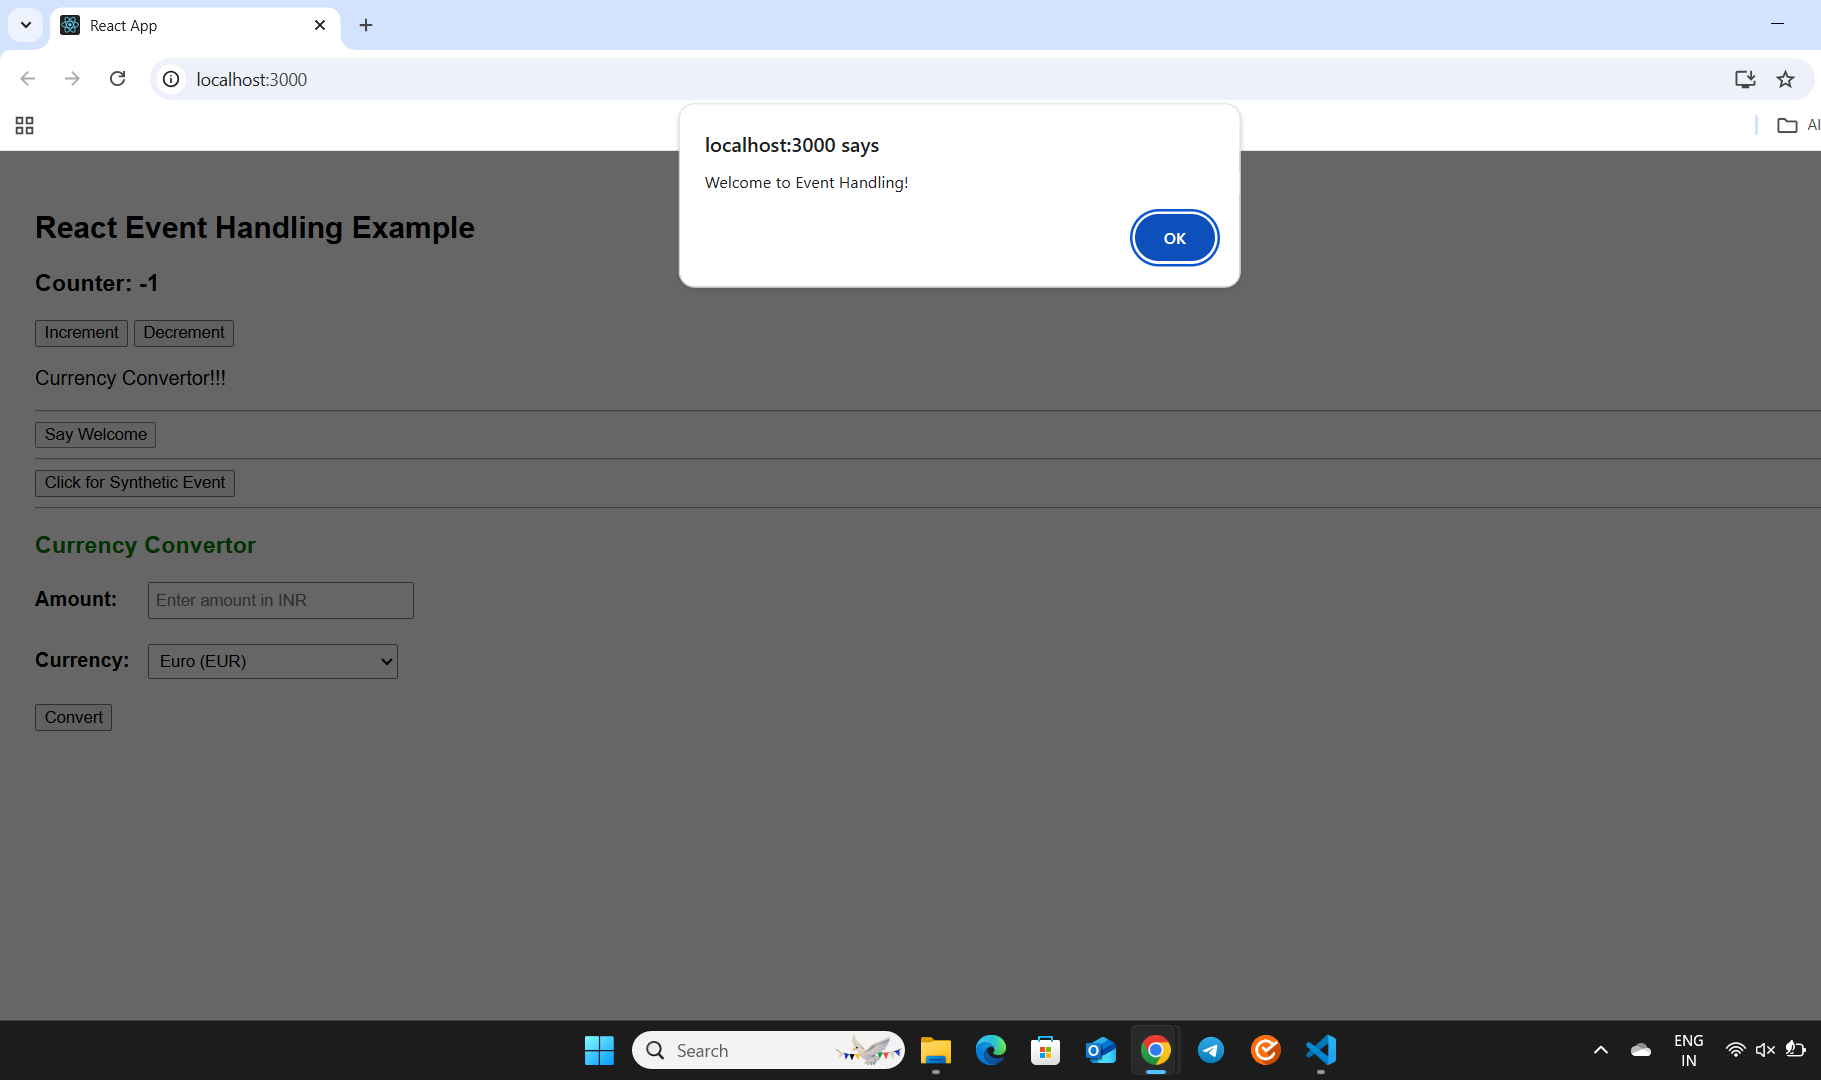 React App
localhost:3000
AI
localhost:3000 says
Welcome to Event Handling!
OK
React Event Handling Example
Counter: -1
Increment Decrement
Currency Convertor!!!
Say Welcome
Click for Synthetic Event
Currency Convertor
Amount: Enter amount in INR
Currency: Euro (EUR)
Convert
Search
ENG
IN